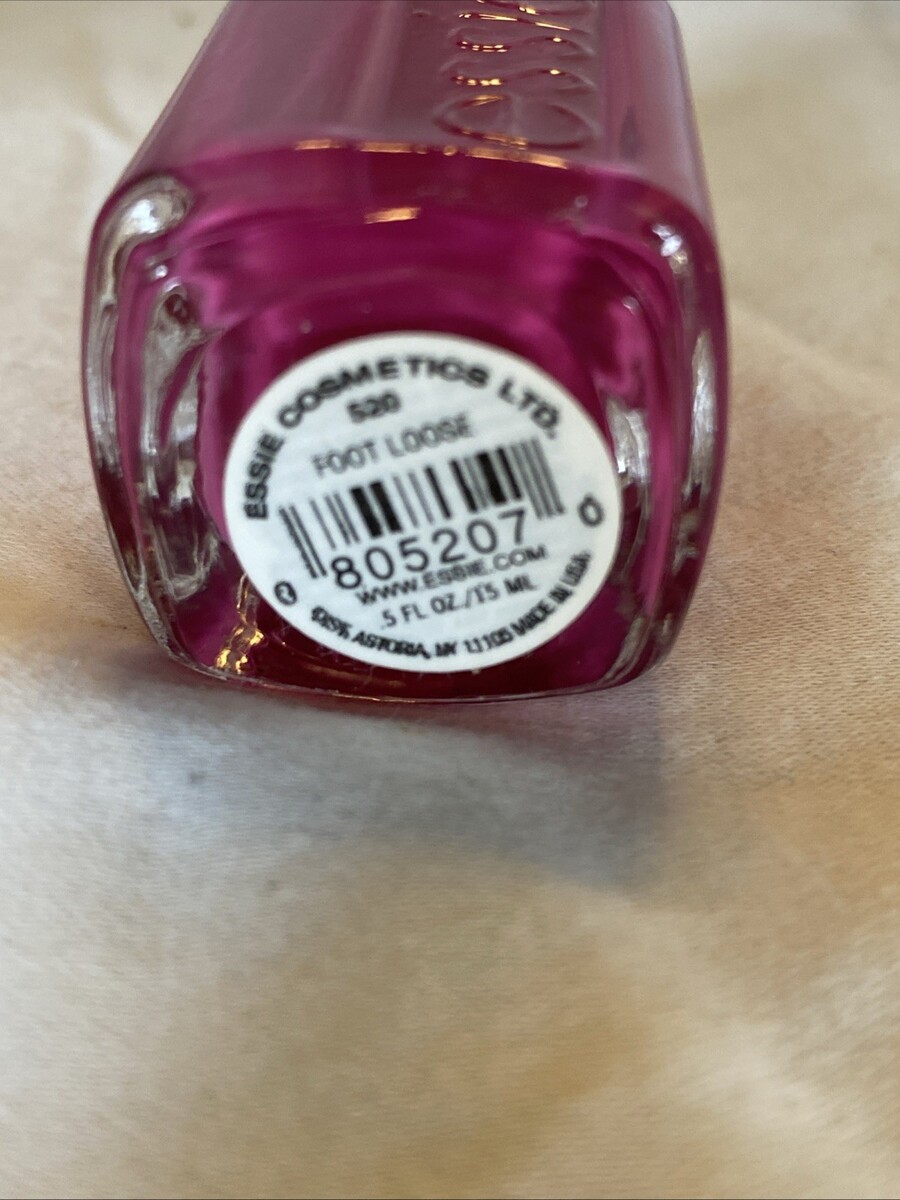 essie
ESSIE COSMETICS LTD.
520
FOOT LOOSE
805207
WWW.ESSIE.COM
.5 FL OZ./15 ML
ASTORIA, NY 11105 MADE IN USA